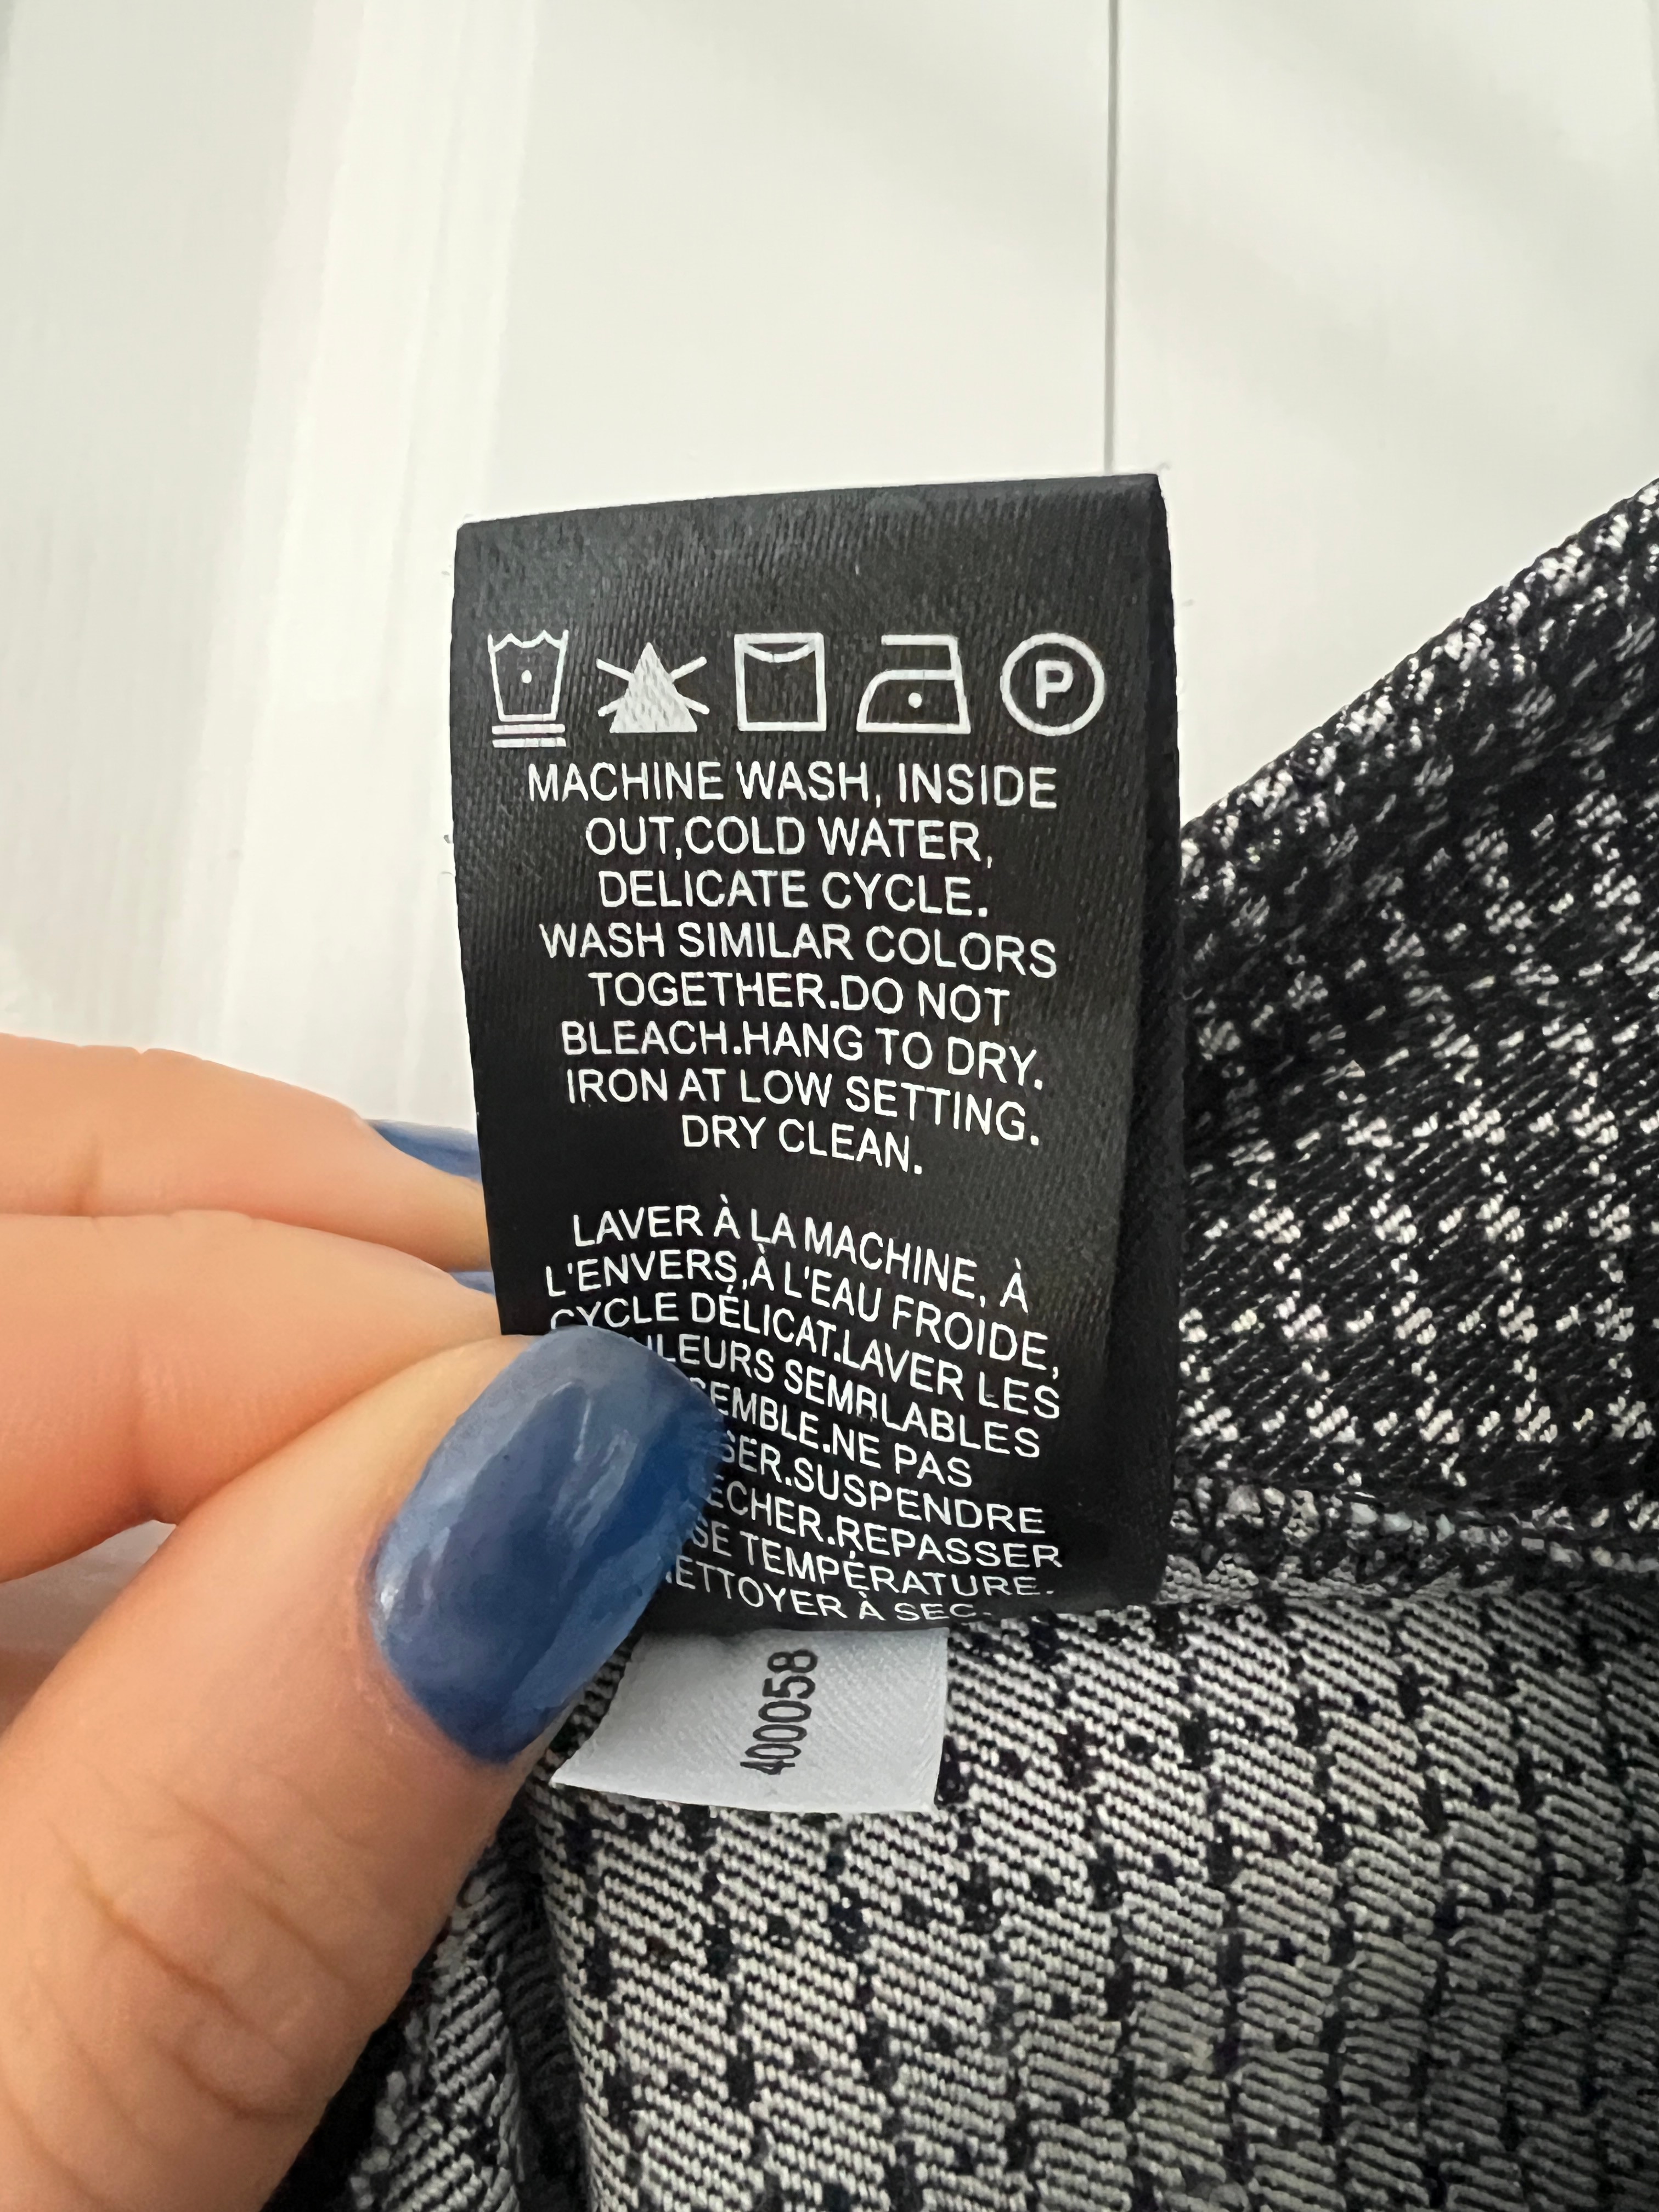 P
MACHINE WASH, INSIDE
OUT,COLD WATER,
DELICATE CYCLE.
WASH SIMILAR COLORS
TOGETHER.DO NOT
BLEACH.HANG TO DRY.
IRON AT LOW SETTING.
DRY CLEAN.
LAVER À LA MACHINE, À
L'ENVERS,À L'EAU FROIDE,
CYCLE DÉLICAT.LAVER LES
SEMBLABLES
NE PAS
SUSPENDRE
REPASSER
TEMPÉRATURE.
À SEC.
400058